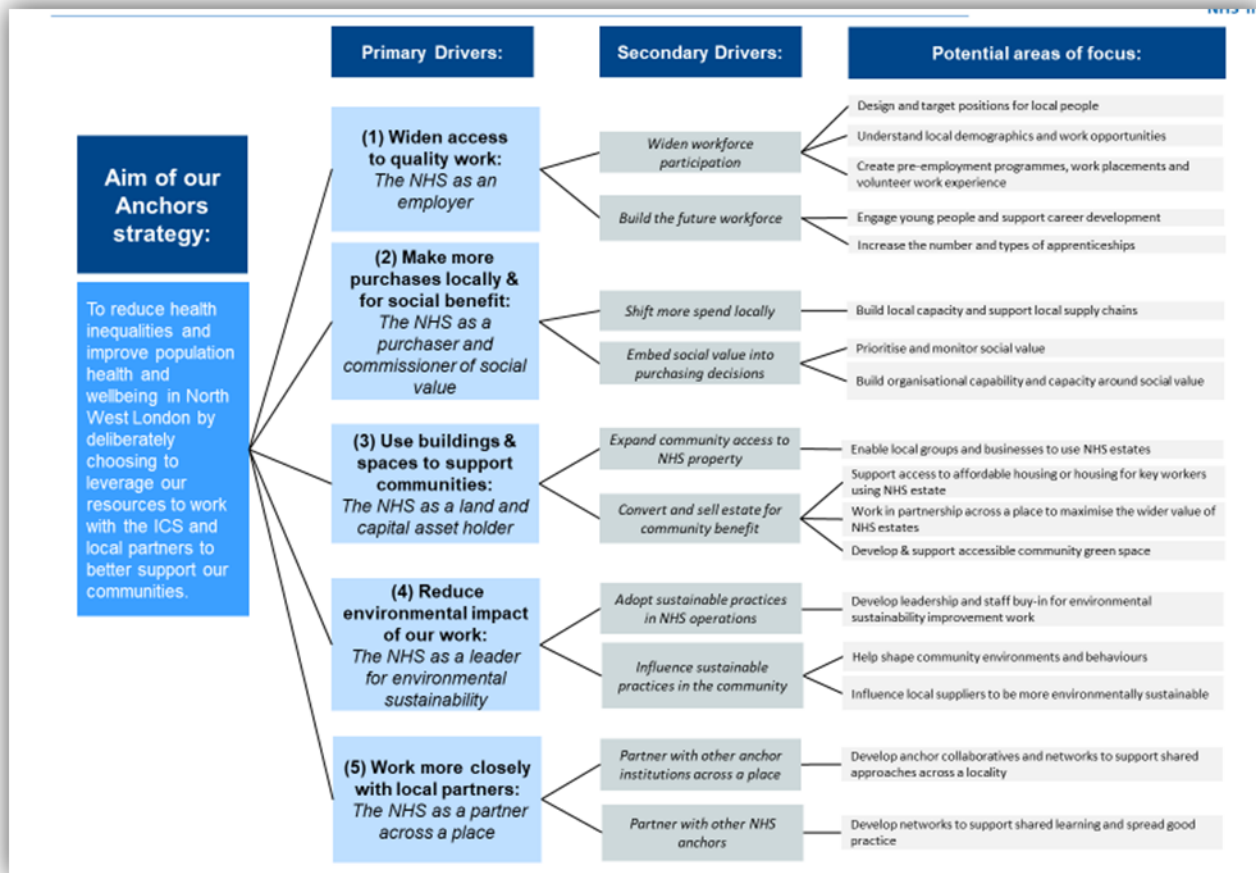 Primary Drivers:
Secondary Drivers:
Potential areas of focus:
Aim of our
Anchors
strategy:
To reduce health
inequalities and
improve population
health and
wellbeing in North
West London by
deliberately
choosing to
leverage our
resources to work
with the ICS and
local partners to
better support our
communities.
(1) Widen access
to quality work:
The NHS as an
employer
Widen workforce
participation
Design and target positions for local people
Understand local demographics and work opportunities
Create pre-employment programmes, work placements and
volunteer work experience
Build the future workforce
Engage young people and support career development
Increase the number and types of apprenticeships
(2) Make more
purchases locally &
for social benefit:
The NHS as a
purchaser and
commissioner of social
value
Shift more spend locally
Build local capacity and support local supply chains
Embed social value into
purchasing decisions
Prioritise and monitor social value
Build organisational capability and capacity around social value
(3) Use buildings &
spaces to support
communities:
The NHS as a land and
capital asset holder
Expand community access to
NHS property
Enable local groups and businesses to use NHS estates
Convert and sell estate for
community benefit
Support access to affordable housing or housing for key workers
using NHS estate
Work in partnership across a place to maximise the wider value of
NHS estates
Develop & support accessible community green space
(4) Reduce
environmental impact
of our work:
The NHS as a leader
for environmental
sustainability
Adopt sustainable practices
in NHS operations
Develop leadership and staff buy-in for environmental
sustainability improvement work
Influence sustainable
practices in the community
Help shape community environments and behaviours
Influence local suppliers to be more environmentally sustainable
(5) Work more closely
with local partners:
The NHS as a partner
across a place
Partner with other anchor
institutions across a place
Develop anchor collaboratives and networks to support shared
approaches across a locality
Partner with other NHS
anchors
Develop networks to support shared learning and spread good
practice